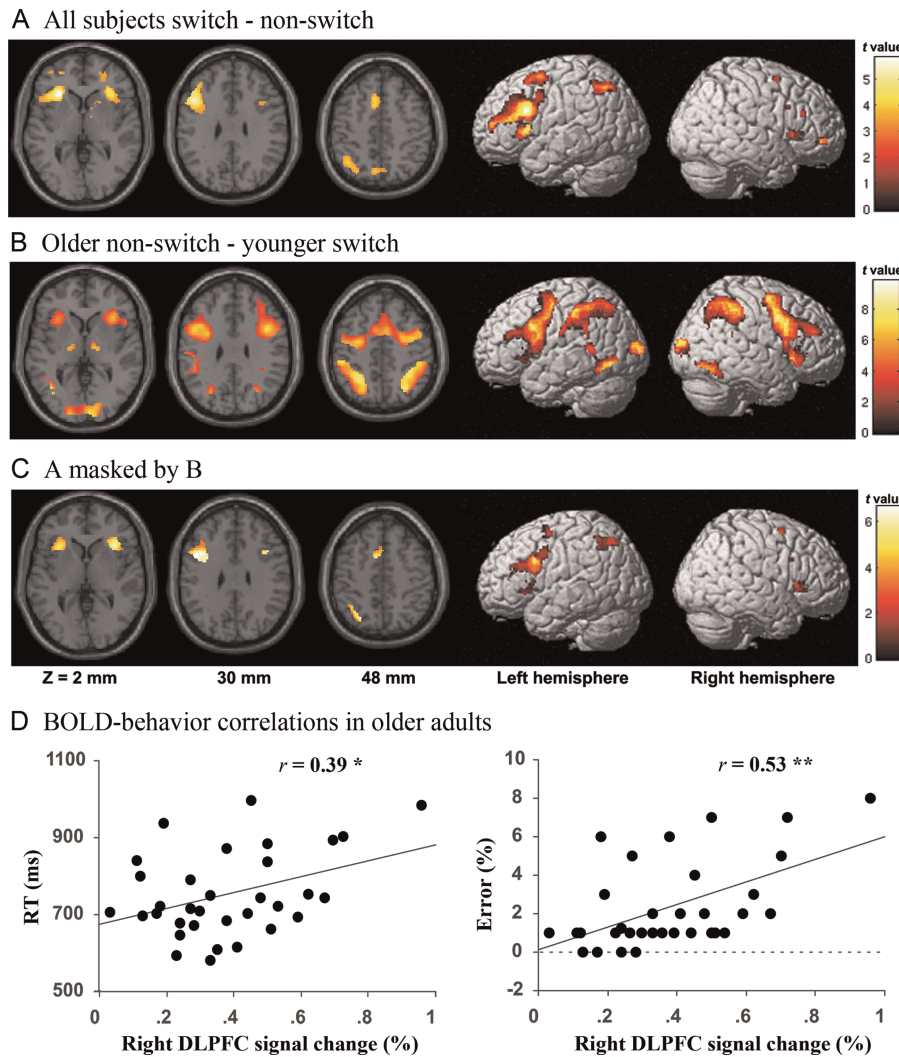 A All subjects switch - non-switch
t value
5
4
3
2
1
0
B Older non-switch - younger switch
t value
8
6
4
2
0
C A masked by B
t value
6
4
2
0
Z = 2 mm 30 mm 48 mm Left hemisphere Right hemisphere
D BOLD-behavior correlations in older adults
r = 0.39 *
1100
900
700
500
RT (ms)
0 .2 .4 .6 .8 1
Right DLPFC signal change (%)
r = 0.53 **
10
8
6
4
2
0
-2
Error (%)
0 .2 .4 .6 .8 1
Right DLPFC signal change (%)